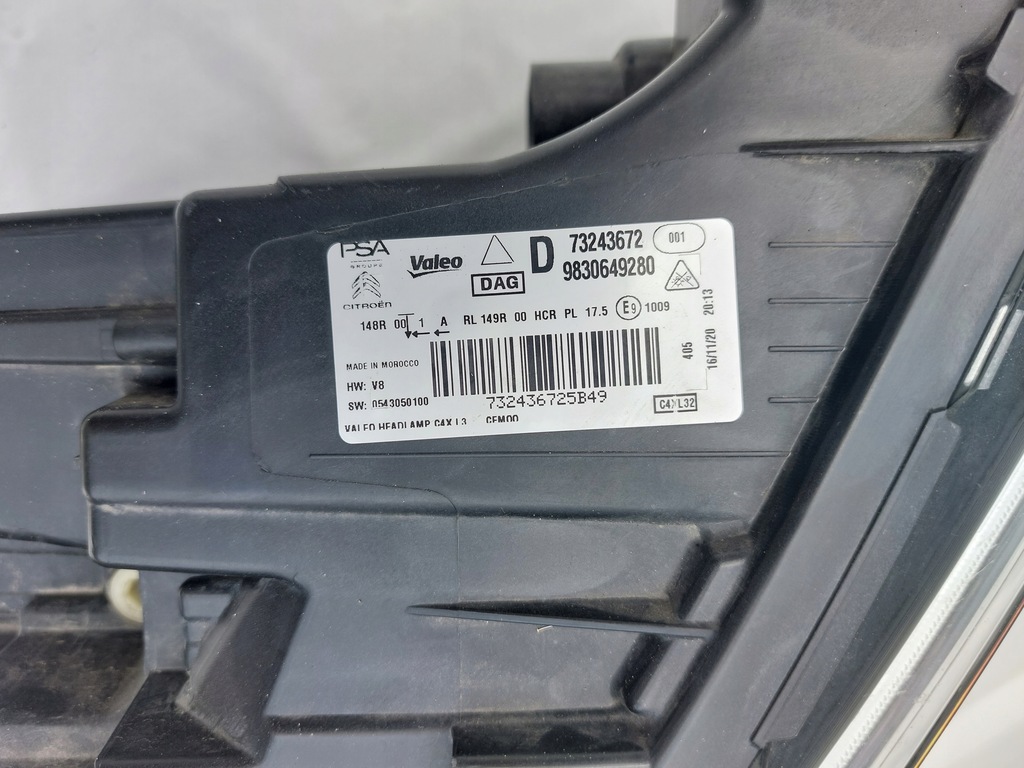 PSA
GROUPE
CITROËN
Valeo
DAG
D
73243672
001
9830649280
148R 00 1 A RL 149R 00 HCR PL 17.5 E9 1009
MADE IN MOROCCO
HW: V8
SW: 0543050100
VALEO HEADLAMP C4X L3 CEMOO
732436725B49
C4XL32
405
16/11/20 20:13